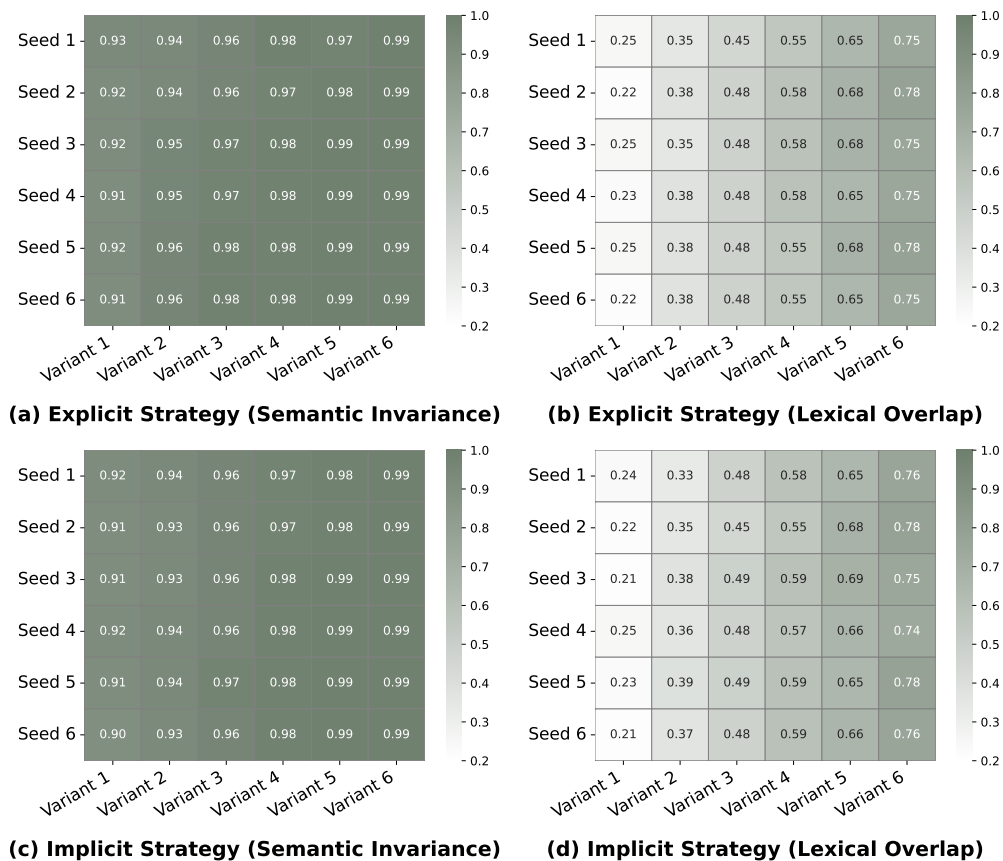 Seed 1 0.93 0.94 0.96 0.98 0.97 0.99
Seed 2 0.92 0.94 0.96 0.97 0.98 0.99
Seed 3 0.92 0.95 0.97 0.98 0.99 0.99
Seed 4 0.91 0.95 0.97 0.98 0.99 0.99
Seed 5 0.92 0.96 0.98 0.98 0.99 0.99
Seed 6 0.91 0.96 0.98 0.98 0.99 0.99
Variant 1 Variant 2 Variant 3 Variant 4 Variant 5 Variant 6
1.0
0.9
0.8
0.7
0.6
0.5
0.4
0.3
0.2
(a) Explicit Strategy (Semantic Invariance)
Seed 1 0.25 0.35 0.45 0.55 0.65 0.75
Seed 2 0.22 0.38 0.48 0.58 0.68 0.78
Seed 3 0.25 0.35 0.48 0.58 0.68 0.75
Seed 4 0.23 0.38 0.48 0.58 0.65 0.75
Seed 5 0.25 0.38 0.48 0.55 0.68 0.78
Seed 6 0.22 0.38 0.48 0.55 0.65 0.75
Variant 1 Variant 2 Variant 3 Variant 4 Variant 5 Variant 6
1.0
0.9
0.8
0.7
0.6
0.5
0.4
0.3
0.2
(b) Explicit Strategy (Lexical Overlap)
Seed 1 0.92 0.94 0.96 0.97 0.98 0.99
Seed 2 0.91 0.93 0.96 0.97 0.98 0.99
Seed 3 0.91 0.93 0.96 0.98 0.99 0.99
Seed 4 0.92 0.94 0.96 0.98 0.99 0.99
Seed 5 0.91 0.94 0.97 0.98 0.99 0.99
Seed 6 0.90 0.93 0.96 0.98 0.99 0.99
Variant 1 Variant 2 Variant 3 Variant 4 Variant 5 Variant 6
1.0
0.9
0.8
0.7
0.6
0.5
0.4
0.3
0.2
(c) Implicit Strategy (Semantic Invariance)
Seed 1 0.24 0.33 0.48 0.58 0.65 0.76
Seed 2 0.22 0.35 0.45 0.55 0.68 0.78
Seed 3 0.21 0.38 0.49 0.59 0.69 0.75
Seed 4 0.25 0.36 0.48 0.57 0.66 0.74
Seed 5 0.23 0.39 0.49 0.59 0.65 0.78
Seed 6 0.21 0.37 0.48 0.59 0.66 0.76
Variant 1 Variant 2 Variant 3 Variant 4 Variant 5 Variant 6
1.0
0.9
0.8
0.7
0.6
0.5
0.4
0.3
0.2
(d) Implicit Strategy (Lexical Overlap)